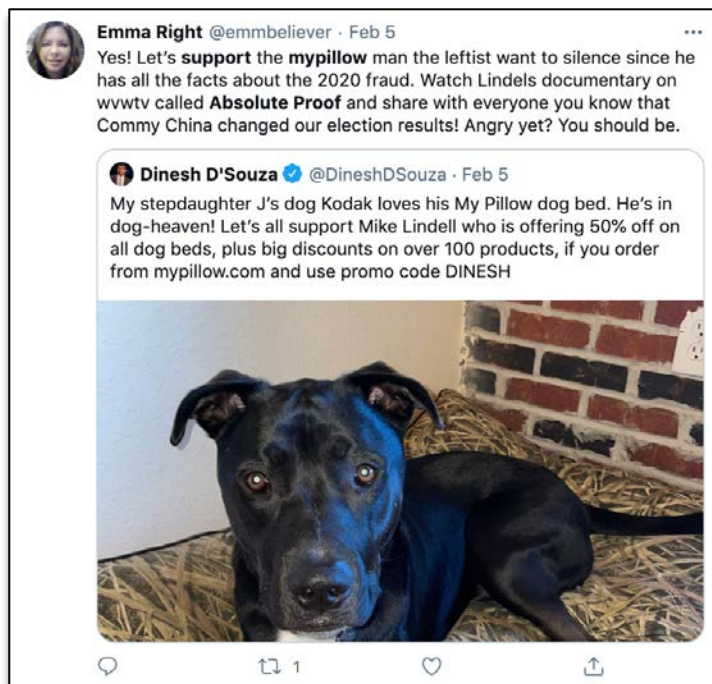 Emma Right @emmbeliever · Feb 5
Yes! Let's support the mypillow man the leftist want to silence since he
has all the facts about the 2020 fraud. Watch Lindels documentary on
wvwtv called Absolute Proof and share with everyone you know that
Commy China changed our election results! Angry yet? You should be.
Dinesh D'Souza @DineshDSouza · Feb 5
My stepdaughter J's dog Kodak loves his My Pillow dog bed. He's in
dog-heaven! Let's all support Mike Lindell who is offering 50% off on
all dog beds, plus big discounts on over 100 products, if you order
from mypillow.com and use promo code DINESH
1